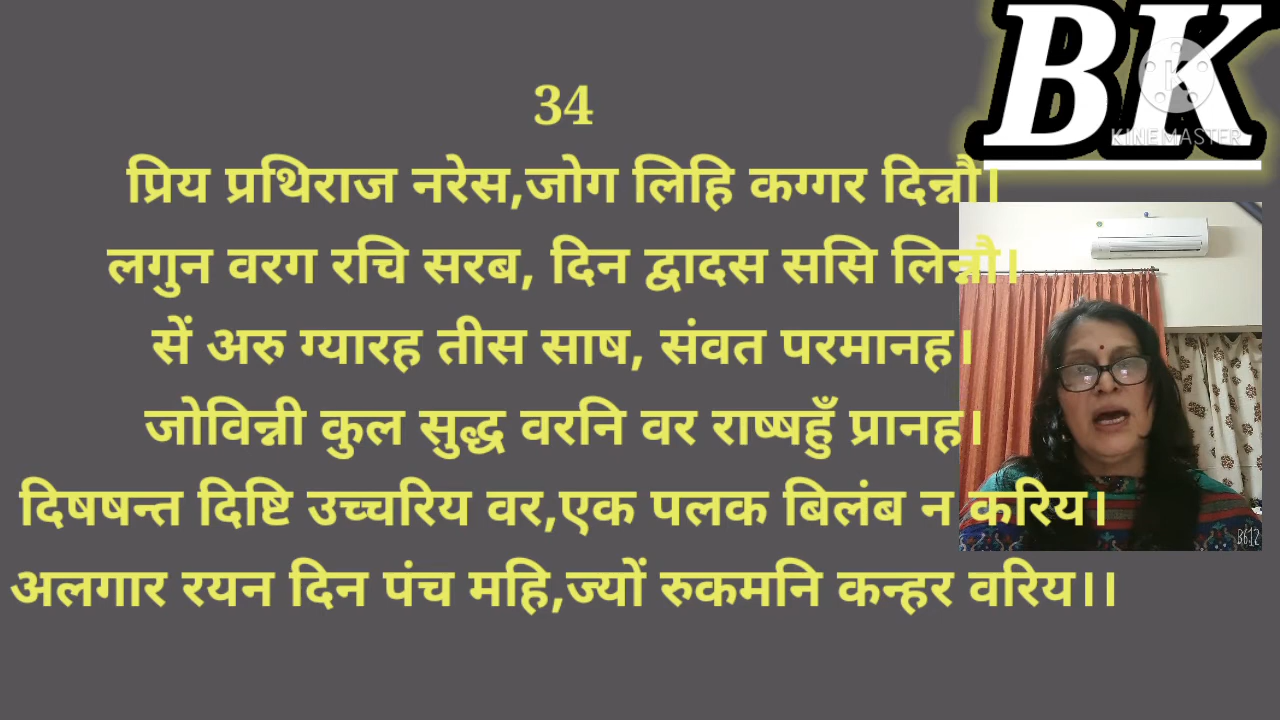 BK
KINEMASTER
34
प्रिय प्रथिराज नरेस,जोग लिहि कग्गर दिन्नौ।
लगुन वरग रचि सरब, दिन द्वादस ससि लिन्नौ।
सें अरु ग्यारह तीस साष, संवत परमानह।
जोविन्नी कुल सुद्ध वरनि वर राष्षहुँ प्रानह।
दिषषन्त दिष्टि उच्चरिय वर,एक पलक बिलंब न करिय।
अलगार रयन दिन पंच महि,ज्यों रुकमनि कन्हर वरिय।।
B612